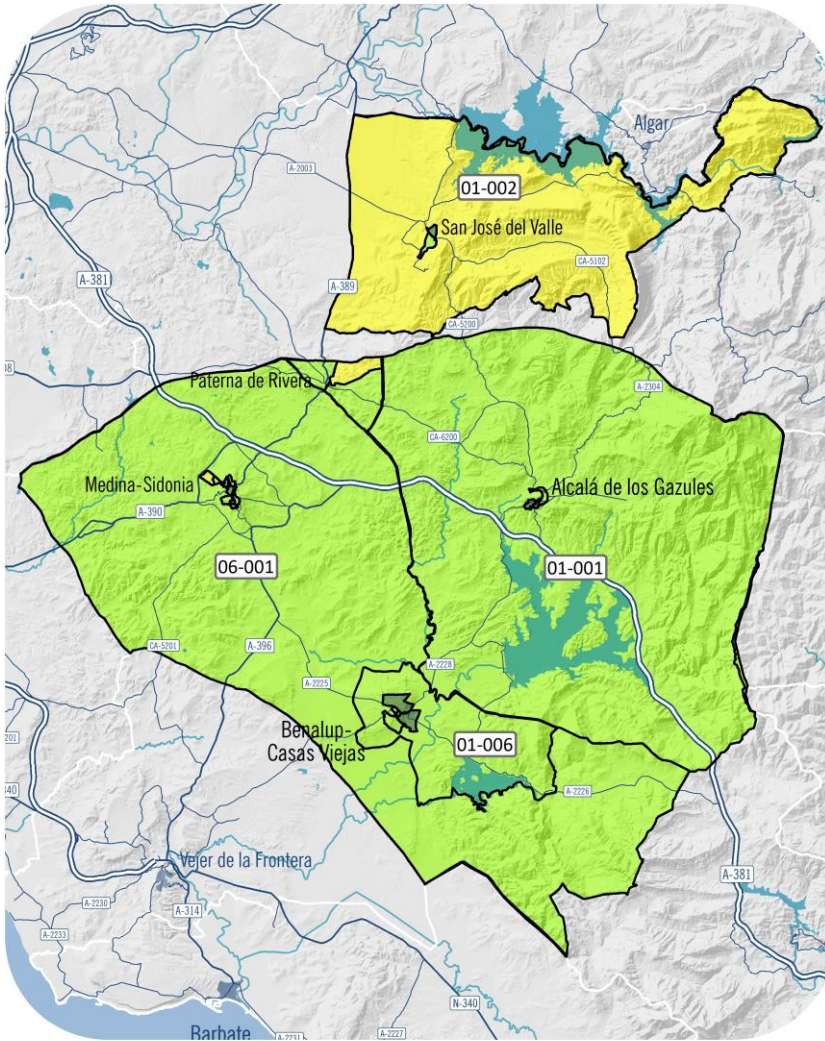 Algar
A-2003
01-002
San José del Valle
A-381
A-389
CA-5102
CA-5200
Paterna de Rivera
A-2304
CA-6200
Medina-Sidonia
Alcalá de los Gazules
A-390
06-001
01-001
CA-5201
A-396
A-2228
A-2225
Benalup-
Casas Viejas
01-006
A-2226
Vejer de la Frontera
A-381
A-2230
A-314
A-2233
N-340
Barbate
A-2231
A-2227